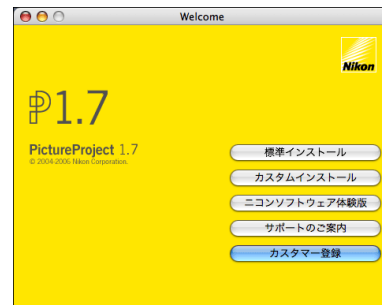 Welcome
Nikon
P1.7
PictureProject 1.7
© 2004-2006 Nikon Corporation.
標準インストール
カスタムインストール
ニコンソフトウェア体験版
サポートのご案内
カスタマー登録